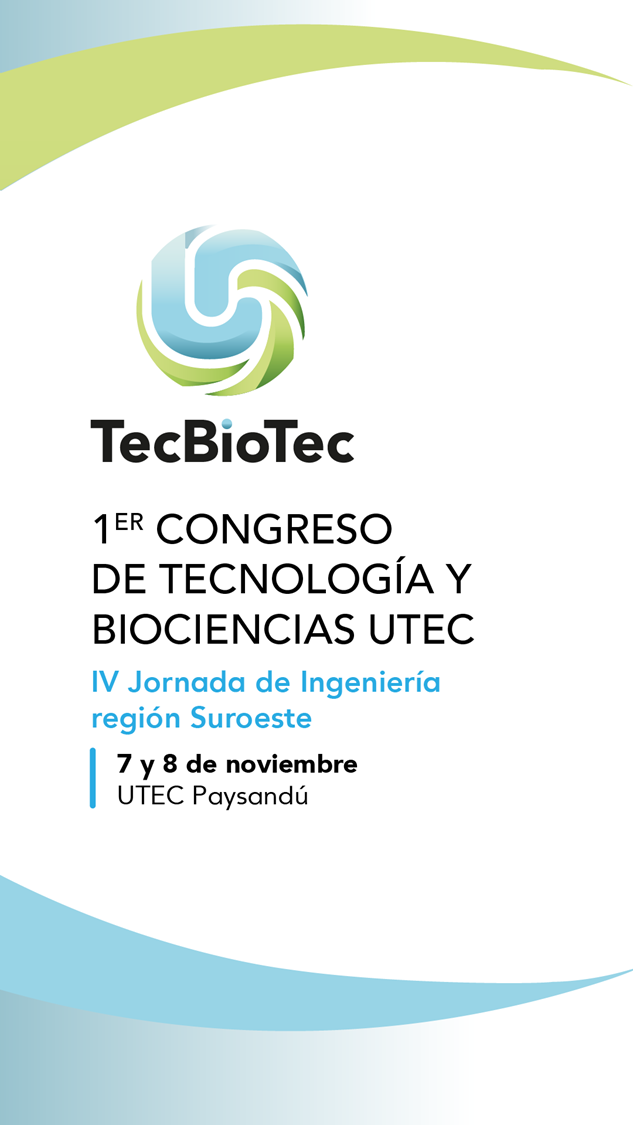 TecBioTec
1ER CONGRESO
DE TECNOLOGÍA Y
BIOCIENCIAS UTEC
IV Jornada de Ingeniería
región Suroeste
7 y 8 de noviembre
UTEC Paysandú